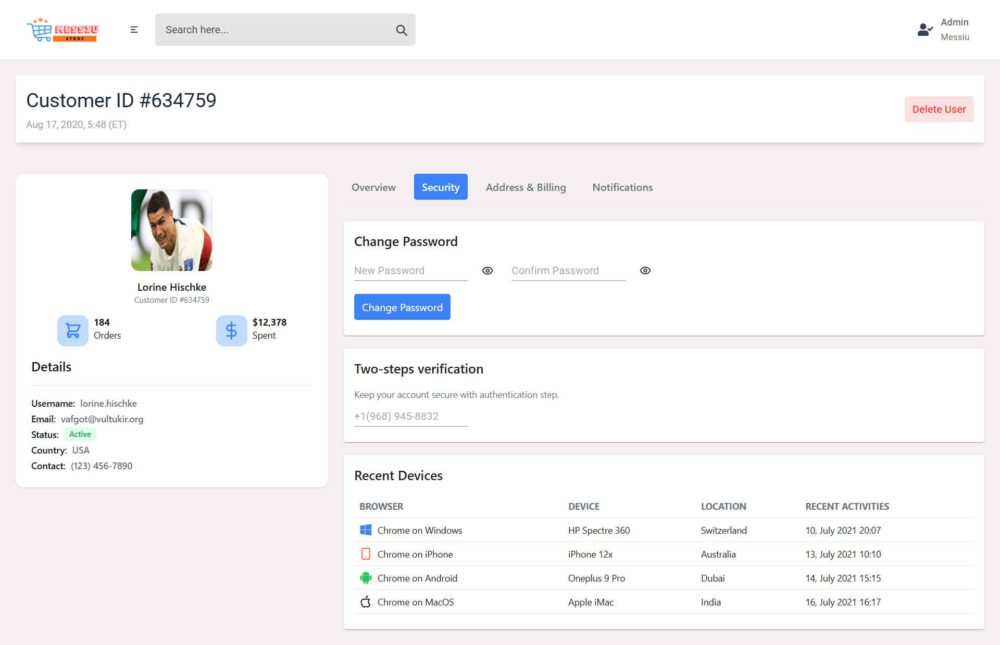 MESSIU
STORE
Search here...
Admin
Messiu
Customer ID #634759
Aug 17, 2020, 5:48 (ET)
Delete User
Lorine Hischke
Customer ID #634759
184
Orders
$12,378
Spent
Details
Username: lorine.hischke
Email: vafgot@vultukir.org
Status: Active
Country: USA
Contact: (123) 456-7890
Overview
Security
Address & Billing
Notifications
Change Password
New Password
Confirm Password
Change Password
Two-steps verification
Keep your account secure with authentication step.
+1(968) 945-8832
Recent Devices
BROWSER DEVICE LOCATION RECENT ACTIVITIES
Chrome on Windows HP Spectre 360 Switzerland 10, July 2021 20:07
Chrome on iPhone iPhone 12x Australia 13, July 2021 10:10
Chrome on Android Oneplus 9 Pro Dubai 14, July 2021 15:15
Chrome on MacOS Apple iMac India 16, July 2021 16:17